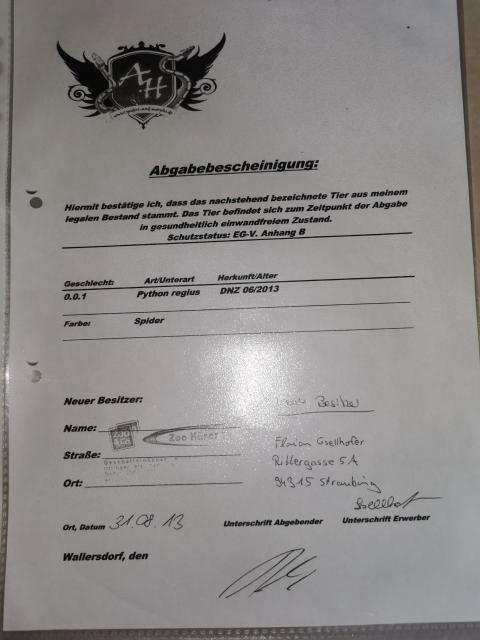 AH
Abgabebescheinigung:
Hiermit bestätige ich, dass das nachstehend bezeichnete Tier aus meinem
legalen Bestand stammt. Das Tier befindet sich zum Zeitpunkt der Abgabe
in gesundheitlich einwandfreiem Zustand.
Schutzstatus: EG-V. Anhang B
Geschlecht: Art/Unterart Herkunft/Alter
0.0.1 Python regius DNZ 06/2013
Farbe: Spider
Neuer Besitzer: Besitzer
Name: ZOO Zoo
Straße: Florian Gsellhofer
Rittergasse 5A
Ort: 94315 Straubing
Ort, Datum 31.08.13 Unterschrift Abgebender Unterschrift Erwerber
Wallersdorf, den